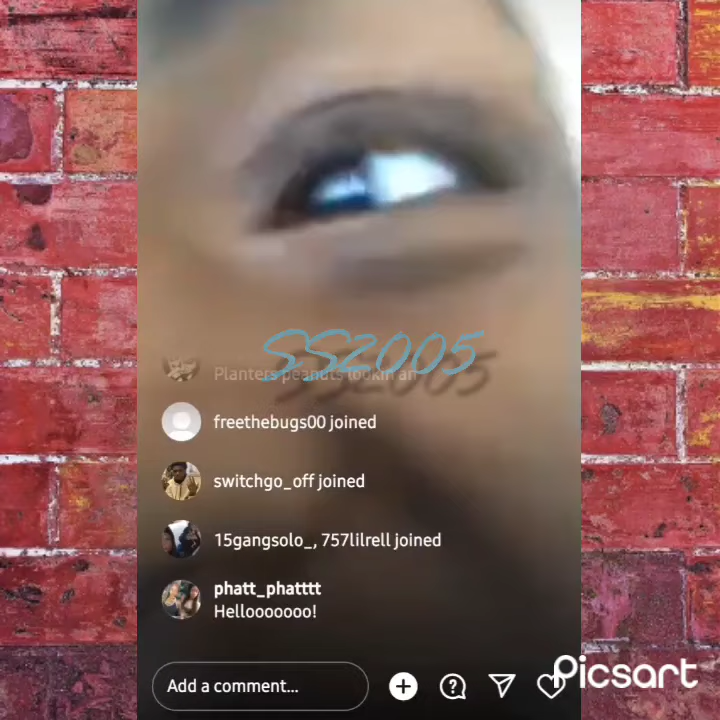 SS2005
Planters peanuts lookin an
freethebugs00 joined
switchgo_off joined
15gangsolo_, 757lilrell joined
phatt_phatttt
Hellooooooo!
Add a comment...
Picsart